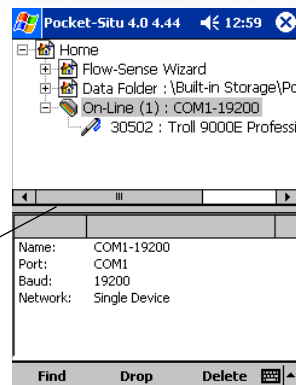 Pocket-Situ 4.0 4.44 12:59
Home
Flow-Sense Wizard
Data Folder : \Built-in Storage\Po
On-Line (1) : COM1-19200
30502 : Troll 9000E Professi
Name: COM1-19200
Port: COM1
Baud: 19200
Network: Single Device
Find Drop Delete